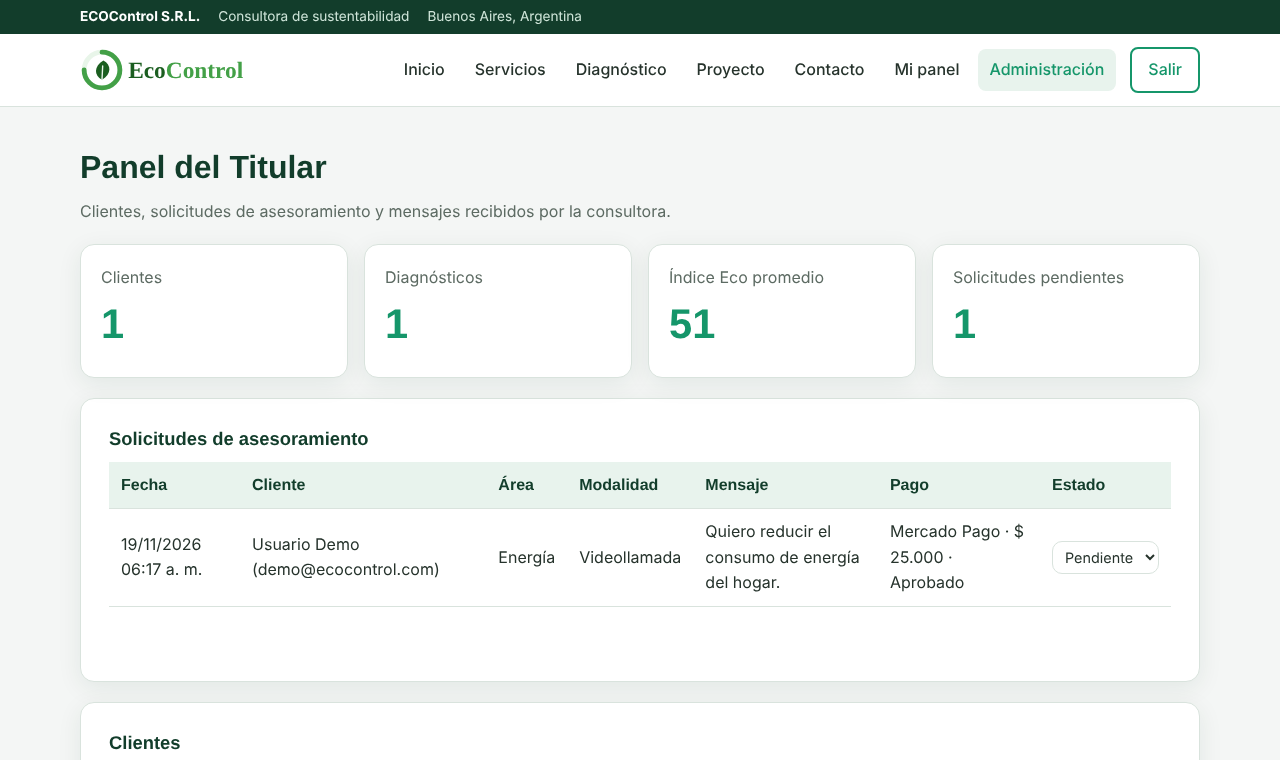 ECOControl S.R.L. Consultora de sustentabilidad Buenos Aires, Argentina
EcoControl Inicio Servicios Diagnóstico Proyecto Contacto Mi panel Administración Salir
Panel del Titular
Clientes, solicitudes de asesoramiento y mensajes recibidos por la consultora.
Clientes Diagnósticos Índice Eco promedio Solicitudes pendientes
1 1 51 1
Solicitudes de asesoramiento
Fecha Cliente Área Modalidad Mensaje Pago Estado
19/11/2026
06:17 a. m.
Usuario Demo
(demo@ecocontrol.com)
Energía
Videollamada
Quiero reducir el
consumo de energía
del hogar.
Mercado Pago · $
25.000 ·
Aprobado
Pendiente
Clientes